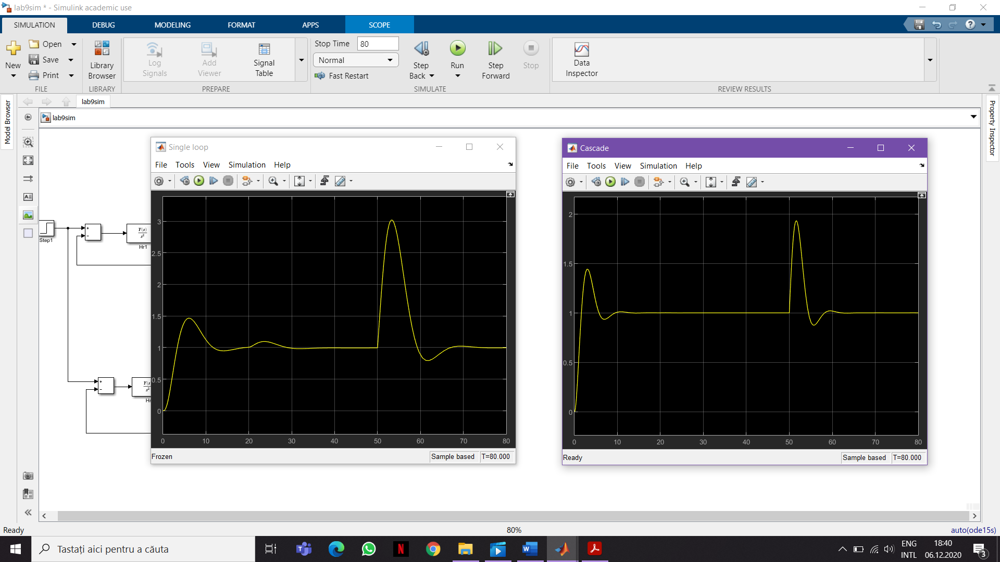 lab9sim * - Simulink academic use
SIMULATION DEBUG MODELING FORMAT APPS SCOPE
New
Open
Save
Print
FILE
Library Browser
LIBRARY
Log Signals
Add Viewer
Signal Table
PREPARE
Stop Time 80
Normal
Fast Restart
Step Back
Run
Step Forward
Stop
SIMULATE
Data Inspector
REVIEW RESULTS
Model Browser
lab9sim
lab9sim
Property Inspector
Step1
+
−
Y(s)
s²
Hr1
+
−
Y(s
s²
Hr
Single loop
File Tools View Simulation Help
3
2.5
2
1.5
1
0.5
0
0 10 20 30 40 50 60 70 80
Frozen
Sample based T=80.000
Cascade
File Tools View Simulation Help
2
1.5
1
0.5
0
0 10 20 30 40 50 60 70 80
Ready
Sample based T=80.000
Ready
80%
auto(ode15s)
Tastați aici pentru a căuta
ENG
INTL
18:40
06.12.2020
3